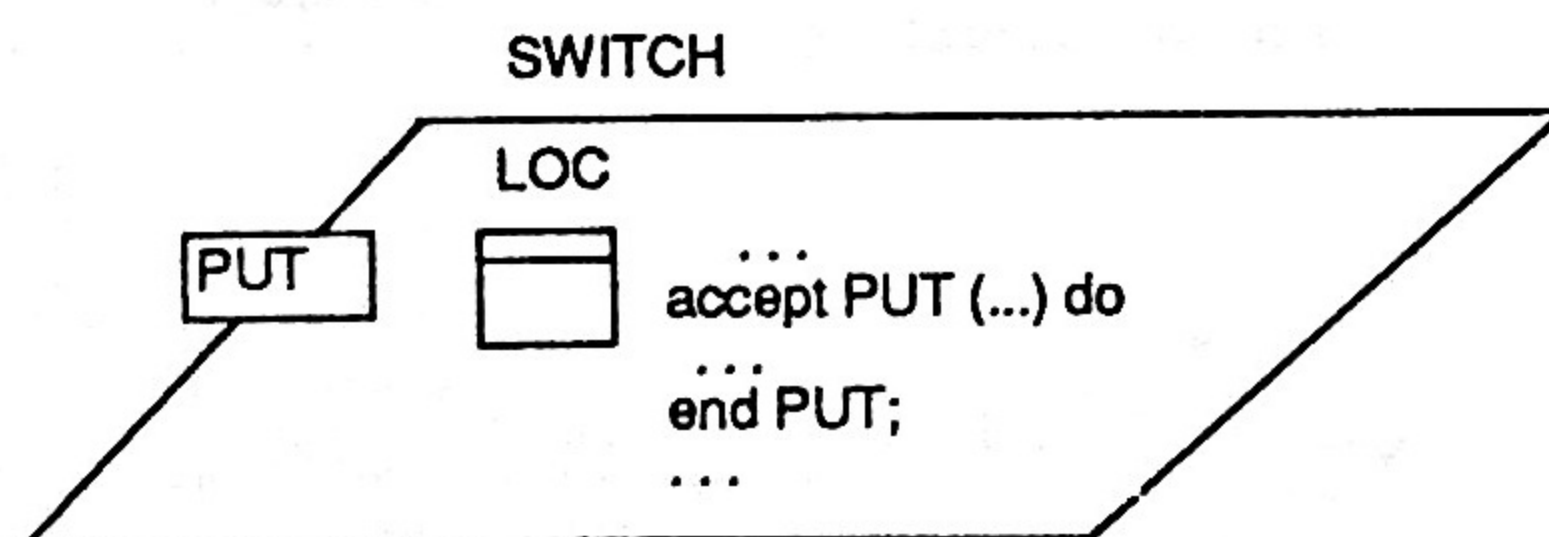 SWITCH
LOC
PUT
...
accept PUT (...) do
...
end PUT;
...